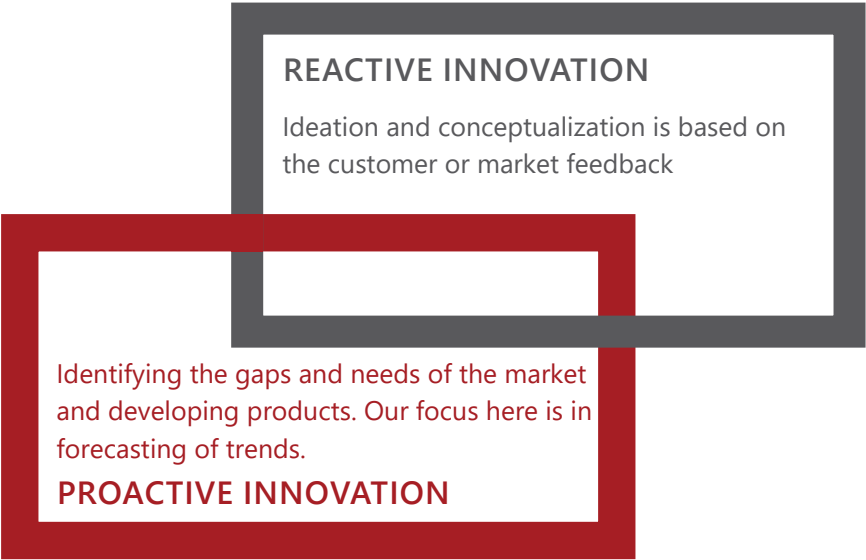 REACTIVE INNOVATION
Ideation and conceptualization is based on
the customer or market feedback
Identifying the gaps and needs of the market
and developing products. Our focus here is in
forecasting of trends.
PROACTIVE INNOVATION